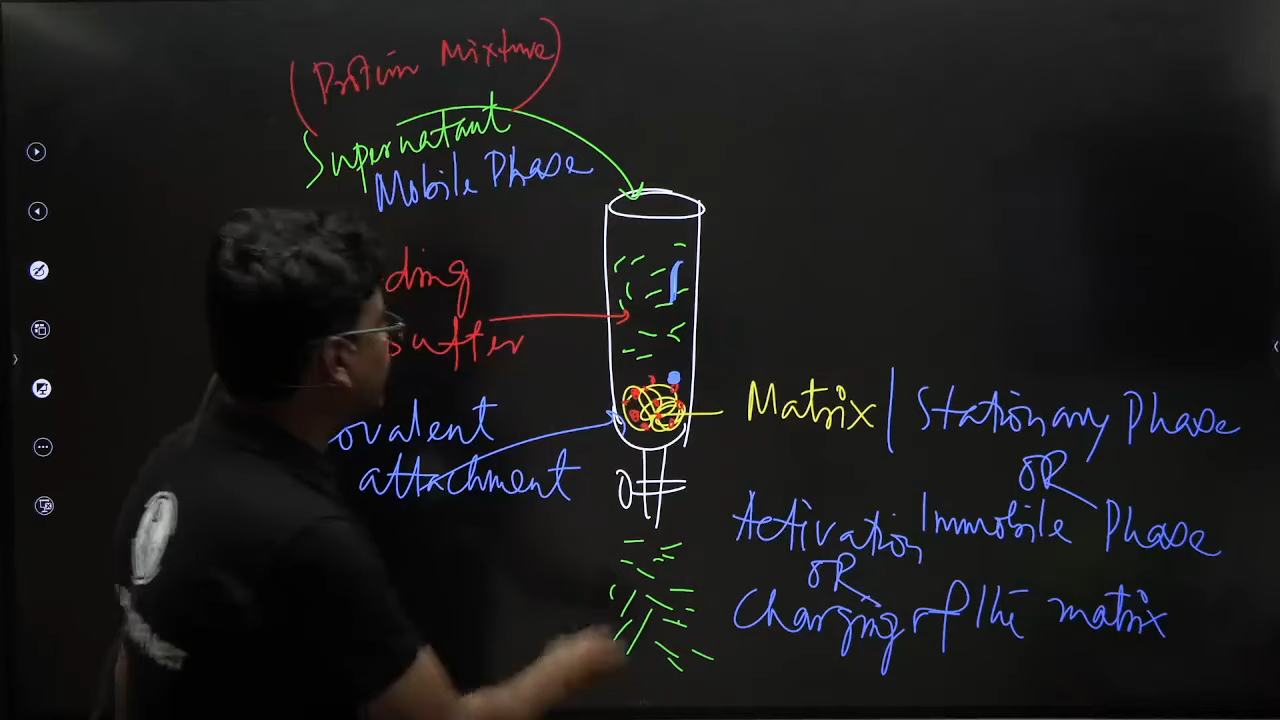 (Protein Mixture)
Supernatant
Mobile Phase
ding
uffer
ovalent
attachment
Matrix / Stationary Phase
OR
Immobile Phase
Activation
OR
Charging of the matrix